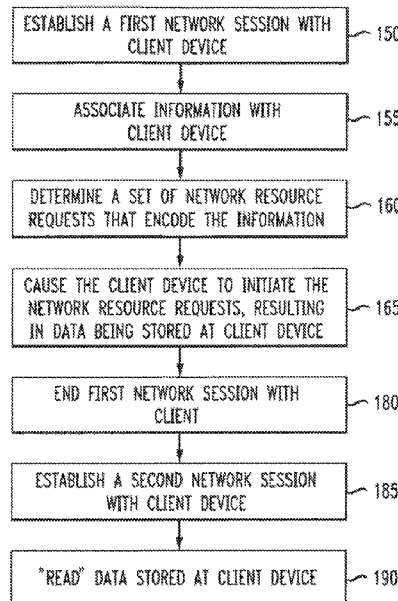 ESTABLISH A FIRST NETWORK SESSION WITH
CLIENT DEVICE
150
ASSOCIATE INFORMATION WITH
CLIENT DEVICE
155
DETERMINE A SET OF NETWORK RESOURCE
REQUESTS THAT ENCODE THE INFORMATION
160
CAUSE THE CLIENT DEVICE TO INITIATE THE
NETWORK RESOURCE REQUESTS, RESULTING
IN DATA BEING STORED AT CLIENT DEVICE
165
END FIRST NETWORK SESSION WITH
CLIENT
180
ESTABLISH A SECOND NETWORK SESSION
WITH CLIENT DEVICE
185
"READ" DATA STORED AT CLIENT DEVICE
190